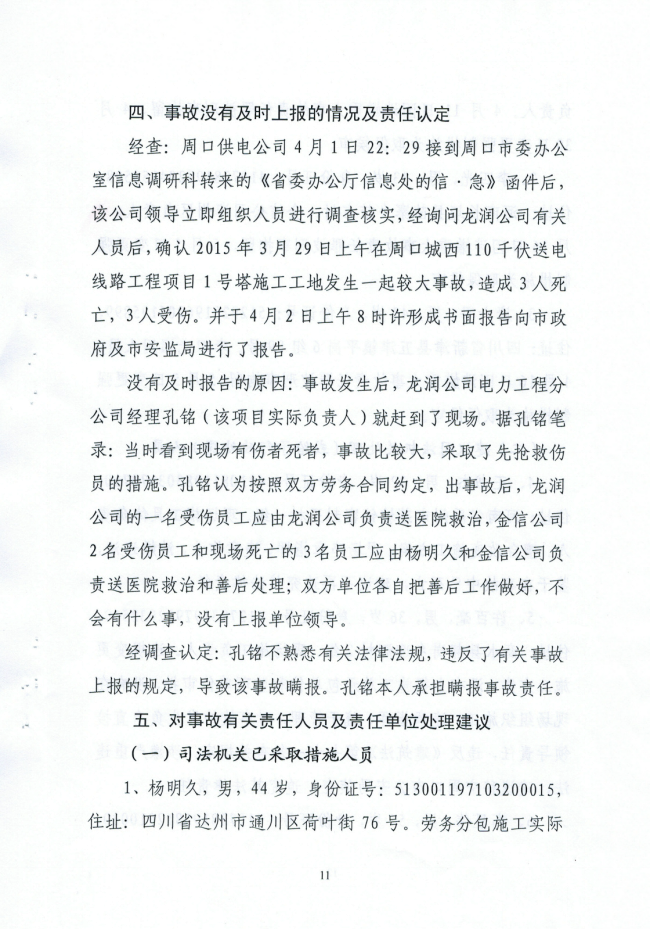 四、事故没有及时上报的情况及责任认定
经查：周口供电公司4月1日22：29接到周口市委办公
室信息调研科转来的《省委办公厅信息处的信·急》函件后，
该公司领导立即组织人员进行调查核实，经询问龙润公司有关
人员后，确认2015年3月29日上午在周口城西110千伏送电
线路工程项目1号塔施工工地发生一起较大事故，造成3人死
亡，3人受伤。并于4月2日上午8时许形成书面报告向市政
府及市安监局进行了报告。
没有及时报告的原因：事故发生后，龙润公司电力工程分
公司经理孔铭（该项目实际负责人）就赶到了现场。据孔铭笔
录：当时看到现场有伤者死者，事故比较大，采取了先抢救伤
员的措施。孔铭认为按照双方劳务合同约定，出事故后，龙润
公司的一名受伤员工应由龙润公司负责送医院救治，金信公司
2名受伤员工和现场死亡的3名员工应由杨明久和金信公司负
责送医院救治和善后处理；双方单位各自把善后工作做好，不
会有什么事，没有上报单位领导。
经调查认定：孔铭不熟悉有关法律法规，违反了有关事故
上报的规定，导致该事故瞒报。孔铭本人承担瞒报事故责任。
五、对事故有关责任人员及责任单位处理建议
（一）司法机关已采取措施人员
1、杨明久，男，44岁，身份证号：513001197103200015，
住址：四川省达州市通川区荷叶街76号。劳务分包施工实际
11